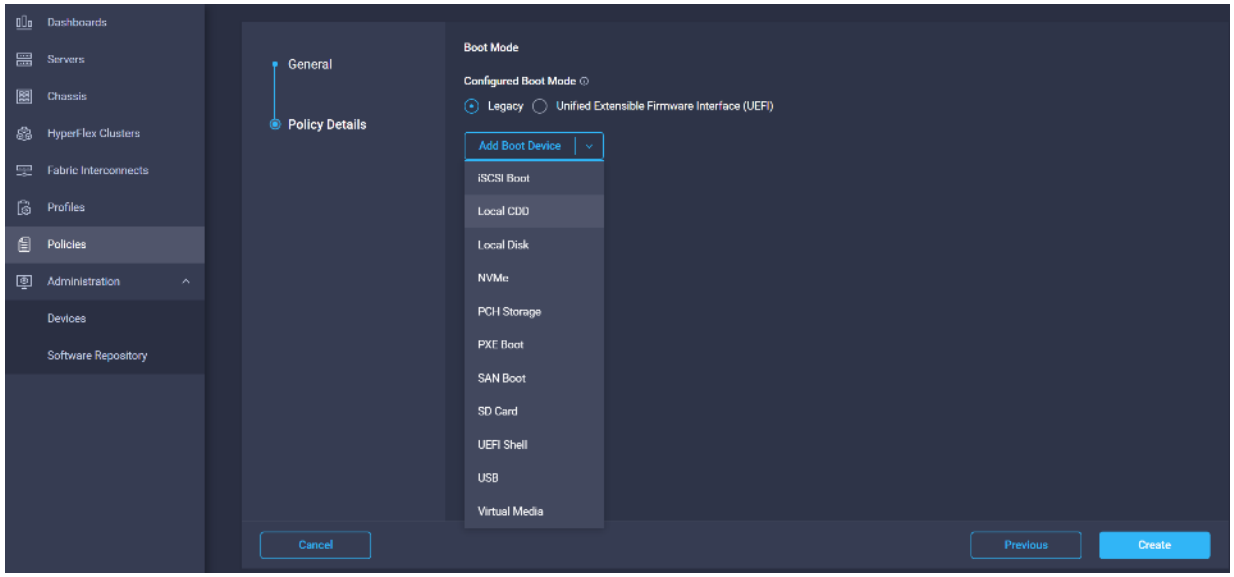 Dashboards
Servers
Chassis
HyperFlex Clusters
Fabric Interconnects
Profiles
Policies
Administration
Devices
Software Repository
General
Policy Details
Boot Mode
Configured Boot Mode
Legacy Unified Extensible Firmware Interface (UEFI)
Add Boot Device
iSCSI Boot
Local CDD
Local Disk
NVMe
PCH Storage
PXE Boot
SAN Boot
SD Card
UEFI Shell
USB
Virtual Media
Cancel Previous Create